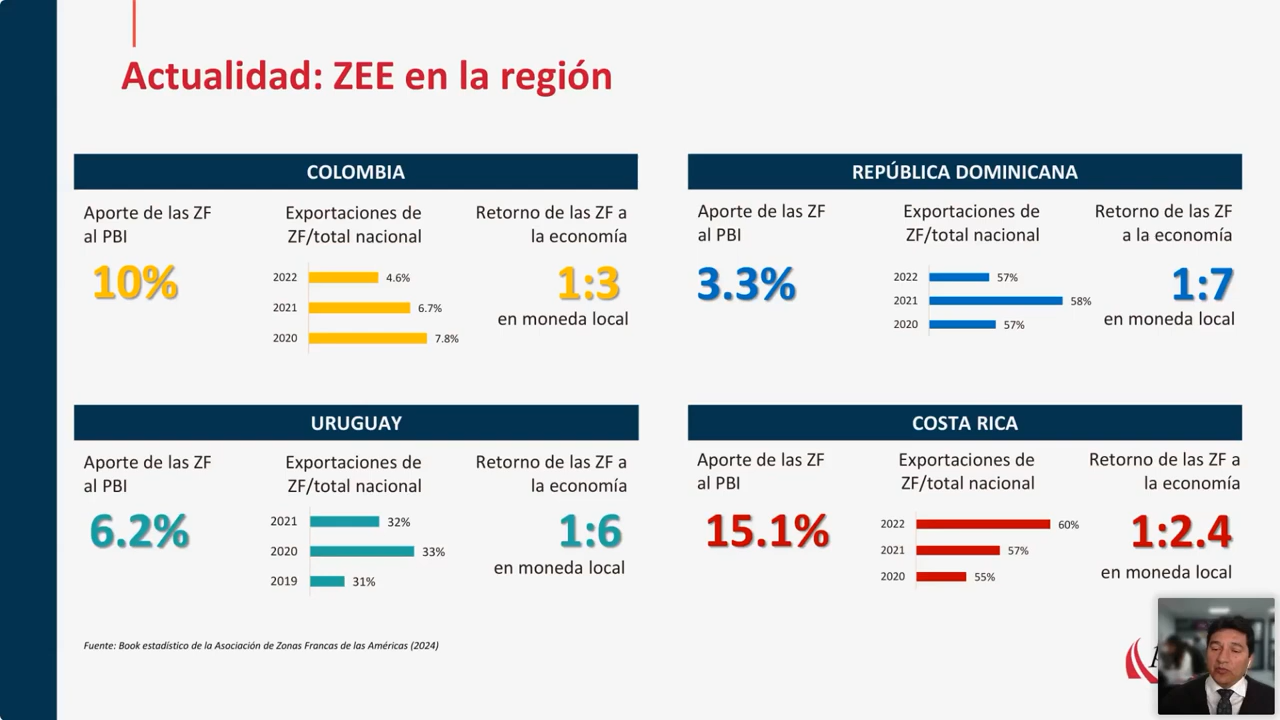 Actualidad: ZEE en la región
COLOMBIA
Aporte de las ZF
al PBI
10%
Exportaciones de
ZF/total nacional
2022 4.6%
2021 6.7%
2020 7.8%
Retorno de las ZF a
la economía
1:3
en moneda local
REPÚBLICA DOMINICANA
Aporte de las ZF
al PBI
3.3%
Exportaciones de
ZF/total nacional
2022 57%
2021 58%
2020 57%
Retorno de las ZF
a la economía
1:7
en moneda local
URUGUAY
Aporte de las ZF
al PBI
6.2%
Exportaciones de
ZF/total nacional
2021 32%
2020 33%
2019 31%
Retorno de las ZF a
la economía
1:6
en moneda local
COSTA RICA
Aporte de las ZF
al PBI
15.1%
Exportaciones de
ZF/total nacional
2022 60%
2021 57%
2020 55%
Retorno de las ZF a
la economía
1:2.4
en moneda local
Fuente: Book estadístico de la Asociación de Zonas Francas de las Américas (2024)